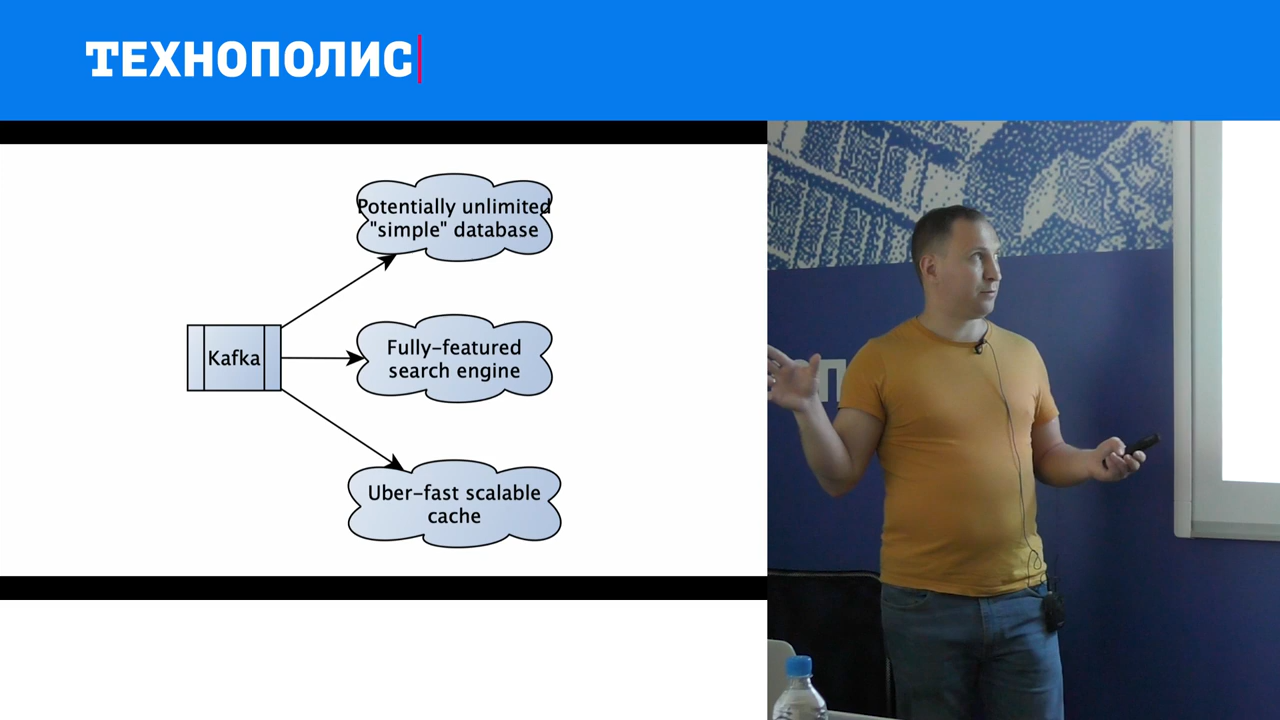 ТЕХНОПОЛИС
Potentially unlimited
"simple" database
Kafka
Fully-featured
search engine
Uber-fast scalable
cache